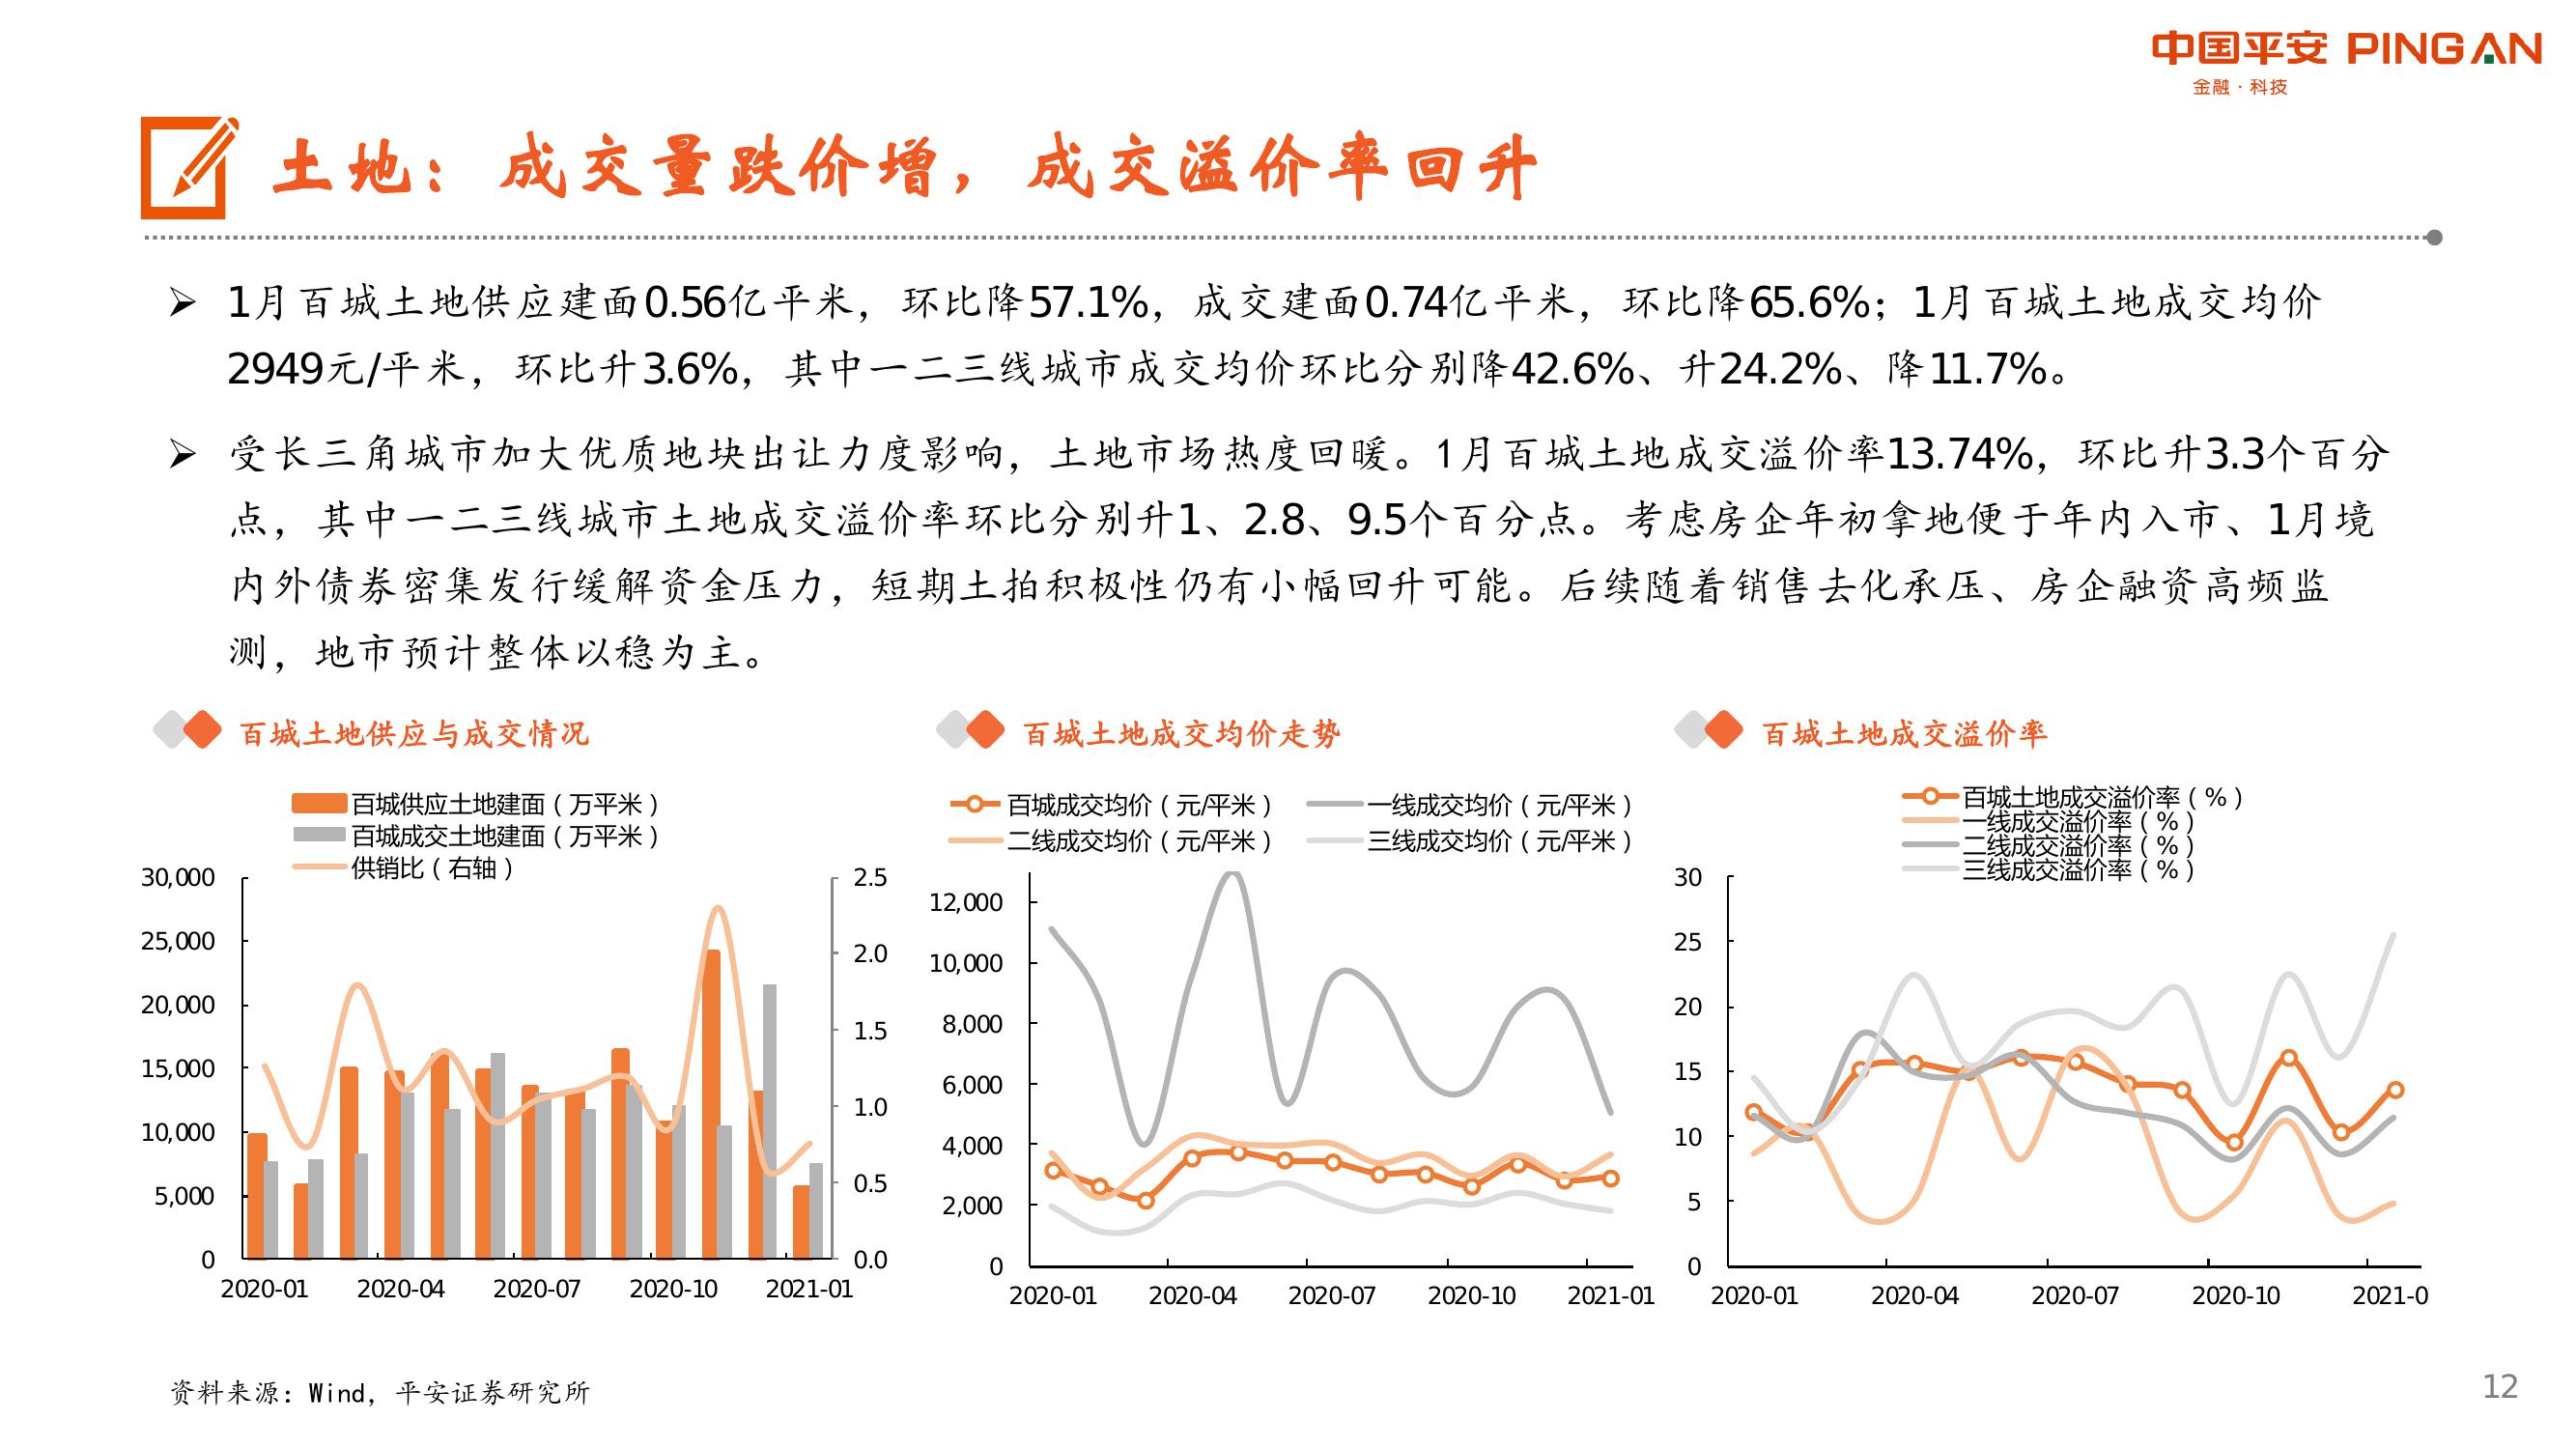 中国平安 PINGAN
金融·科技
土地：成交量跌价增，成交溢价率回升
1月百城土地供应建面0.56亿平米，环比降57.1%，成交建面0.74亿平米，环比降65.6%；1月百城土地成交均价
2949元/平米，环比升3.6%，其中一二三线城市成交均价环比分别降42.6%、升24.2%、降11.7%。
受长三角城市加大优质地块出让力度影响，土地市场热度回暖。1月百城土地成交溢价率13.74%，环比升3.3个百分
点，其中一二三线城市土地成交溢价率环比分别升1、2.8、9.5个百分点。考虑房企年初拿地便于年内入市、1月境
内外债券密集发行缓解资金压力，短期土拍积极性仍有小幅回升可能。后续随着销售去化承压、房企融资高频监
测，地市预计整体以稳为主。
百城土地供应与成交情况
百城供应土地建面（万平米）
百城成交土地建面（万平米）
供销比（右轴）
30,000
25,000
20,000
15,000
10,000
5,000
0
2.5
2.0
1.5
1.0
0.5
0.0
2020-01 2020-04 2020-07 2020-10 2021-01
百城土地成交均价走势
百城成交均价（元/平米） 一线成交均价（元/平米）
二线成交均价（元/平米） 三线成交均价（元/平米）
12,000
10,000
8,000
6,000
4,000
2,000
0
2020-01 2020-04 2020-07 2020-10 2021-01
百城土地成交溢价率
百城土地成交溢价率（%）
一线成交溢价率（%）
二线成交溢价率（%）
三线成交溢价率（%）
30
25
20
15
10
5
0
2020-01 2020-04 2020-07 2020-10 2021-0
资料来源：Wind，平安证券研究所
12